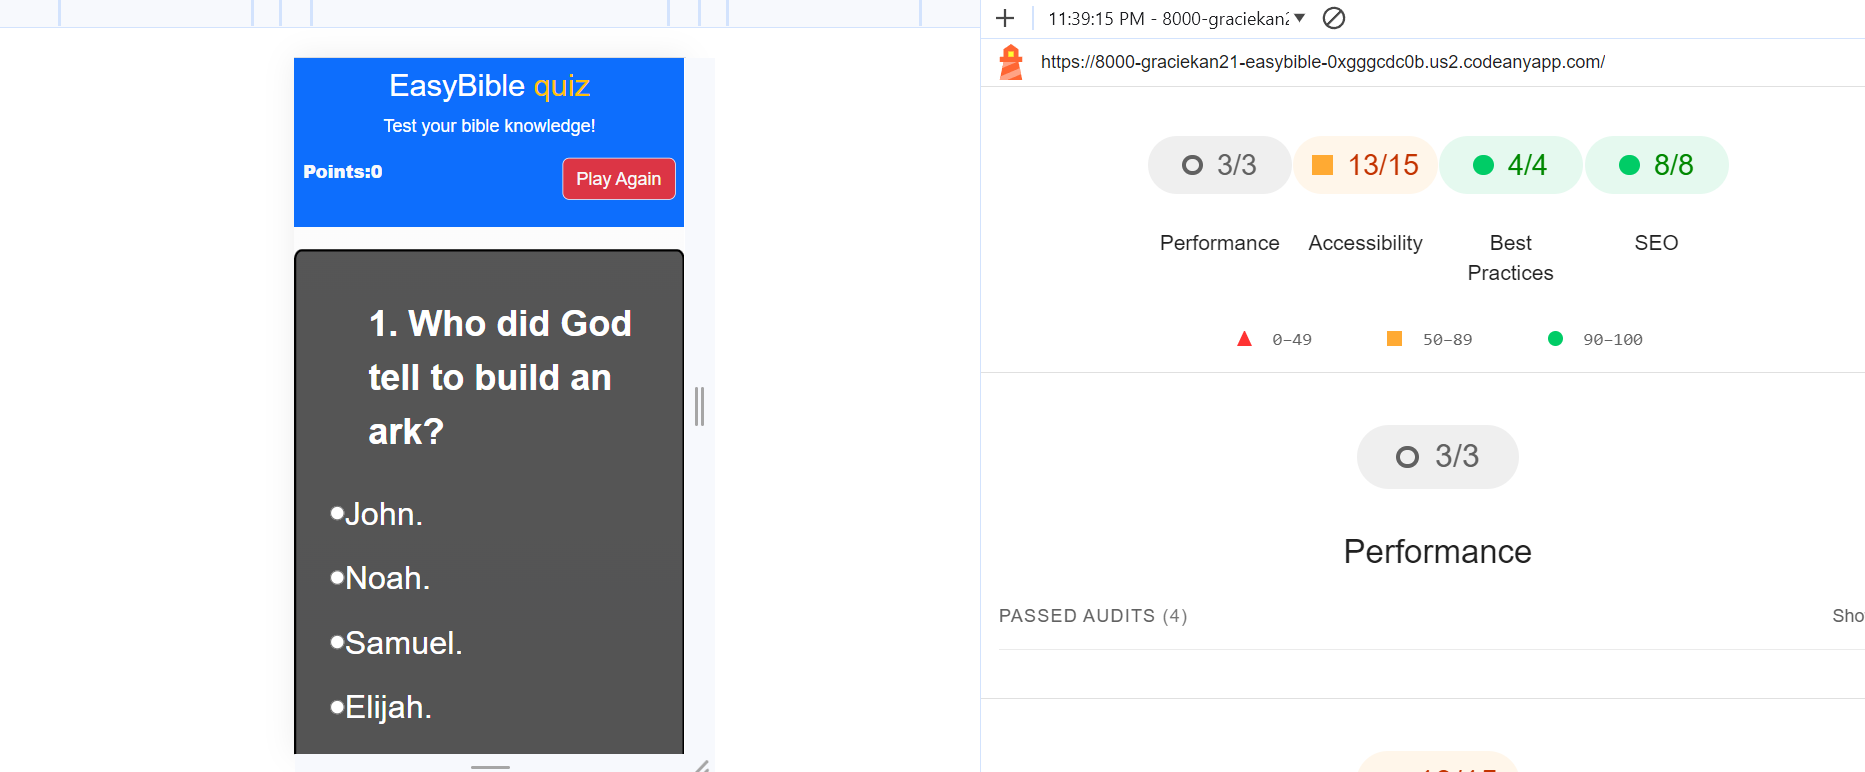 EasyBible quiz
Test your bible knowledge!
Points:0
Play Again
1. Who did God
tell to build an
ark?
John.
Noah.
Samuel.
Elijah.
11:39:15 PM - 8000-graciekan
https://8000-graciekan21-easybible-0xgggcdc0b.us2.codeanyapp.com/
3/3
13/15
4/4
8/8
Performance
Accessibility
Best
Practices
SEO
0–49
50–89
90–100
3/3
Performance
PASSED AUDITS (4)